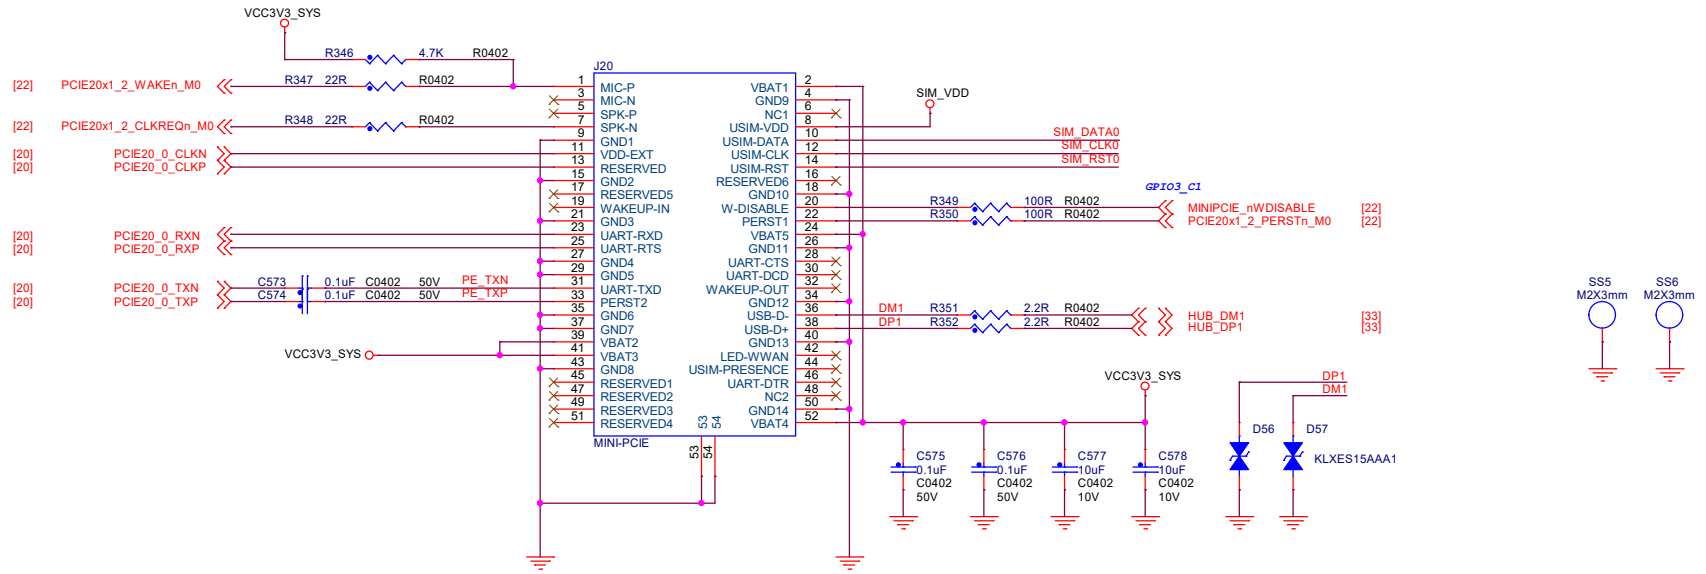 VCC3V3_SYS
R346 4.7K R0402
[22] PCIE20x1_2_WAKEn_M0 R347 22R R0402
[22] PCIE20x1_2_CLKREQn_M0 R348 22R R0402
[20] PCIE20_0_CLKN
[20] PCIE20_0_CLKP
[20] PCIE20_0_RXN
[20] PCIE20_0_RXP
[20] PCIE20_0_TXN C573 0.1uF C0402 50V PE_TXN
[20] PCIE20_0_TXP C574 0.1uF C0402 50V PE_TXP
VCC3V3_SYS
J20
1 MIC-P VBAT1 2
3 MIC-N GND9 4
5 SPK-P NC1 6
7 SPK-N USIM-VDD 8
9 GND1 USIM-DATA 10
11 VDD-EXT USIM-CLK 12
13 RESERVED USIM-RST 14
15 GND2 RESERVED6 16
17 RESERVED5 GND10 18
19 WAKEUP-IN W-DISABLE 20
21 GND3 PERST1 22
23 UART-RXD VBAT5 24
25 UART-RTS GND11 26
27 GND4 UART-CTS 28
29 GND5 UART-DCD 30
31 UART-TXD WAKEUP-OUT 32
33 PERST2 GND12 34
35 GND6 USB-D- 36
37 GND7 USB-D+ 38
39 VBAT2 GND13 40
41 VBAT3 LED-WWAN 42
43 GND8 USIM-PRESENCE 44
45 RESERVED1 UART-DTR 46
47 RESERVED2 NC2 48
49 RESERVED3 GND14 50
51 RESERVED4 VBAT4 52
53 54
MINI-PCIE
53 54
SIM_VDD
SIM_DATA0
SIM_CLK0
SIM_RST0
GPIO3_C1
R349 100R R0402 MINIPCIE_nWDISABLE [22]
R350 100R R0402 PCIE20x1_2_PERSTn_M0 [22]
DM1 R351 2.2R R0402 HUB_DM1 [33]
DP1 R352 2.2R R0402 HUB_DP1 [33]
VCC3V3_SYS
C575 C576 C577 C578
0.1uF 0.1uF 10uF 10uF
C0402 C0402 C0402 C0402
50V 50V 10V 10V
DP1
DM1
D56 D57
KLXES15AAA1
SS5 SS6
M2X3mm M2X3mm